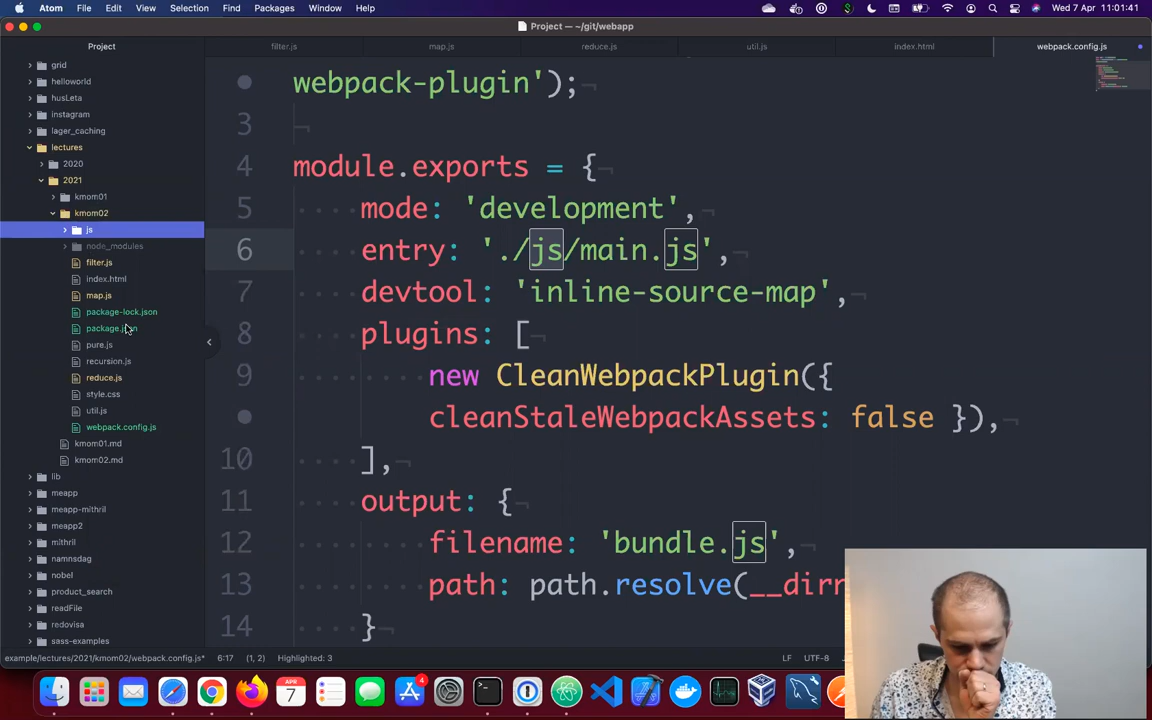 Atom File Edit View Selection Find Packages Window Help Wed 7 Apr 11:01:41
Project — ~/git/webapp
Project filter.js map.js reduce.js util.js index.html webpack.config.js
grid
helloworld
husLeta
instagram
lager_caching
lectures
2020
2021
kmom01
kmom02
js
node_modules
filter.js
index.html
map.js
package-lock.json
package.json
pure.js
recursion.js
reduce.js
style.css
util.js
webpack.config.js
kmom01.md
kmom02.md
lib
meapp
meapp-mithril
meapp2
mithril
namnsdag
nobel
product_search
readFile
redovisa
sass-examples
webpack-plugin');¬
3 ¬
4 module.exports = {¬
5 mode: 'development',¬
6 entry: './js/main.js',¬
7 devtool: 'inline-source-map',¬
8 plugins: [¬
9 new CleanWebpackPlugin({
cleanStaleWebpackAssets: false }),¬
10 ],¬
11 output: {¬
12 filename: 'bundle.js',¬
13 path: path.resolve(__dirn
14 }¬
example/lectures/2021/kmom02/webpack.config.js* 6:17 (1, 2) Highlighted: 3 LF UTF-8
APR
7
4